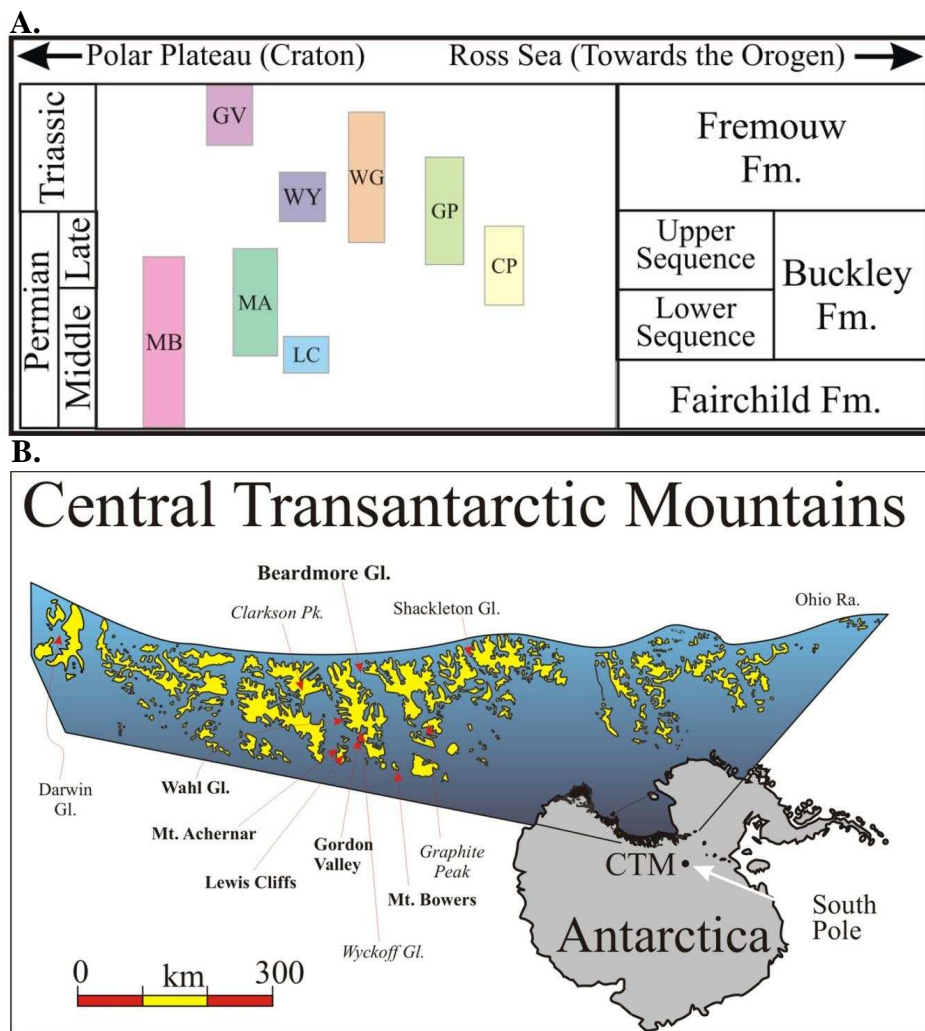 A.
Polar Plateau (Craton)
Ross Sea (Towards the Orogen)
Triassic
Permian
Late
Middle
GV
WY
WG
GP
CP
MA
MB
LC
Fremouw
Fm.
Upper
Sequence
Lower
Sequence
Buckley
Fm.
Fairchild Fm.
B.
Central Transantarctic Mountains
Beardmore Gl.
Clarkson Pk.
Shackleton Gl.
Ohio Ra.
Darwin
Gl.
Wahl Gl.
Mt. Achernar
Lewis Cliffs
Gordon
Valley
Wyckoff Gl.
Mt. Bowers
Graphite
Peak
CTM
South
Pole
Antarctica
0
km
300